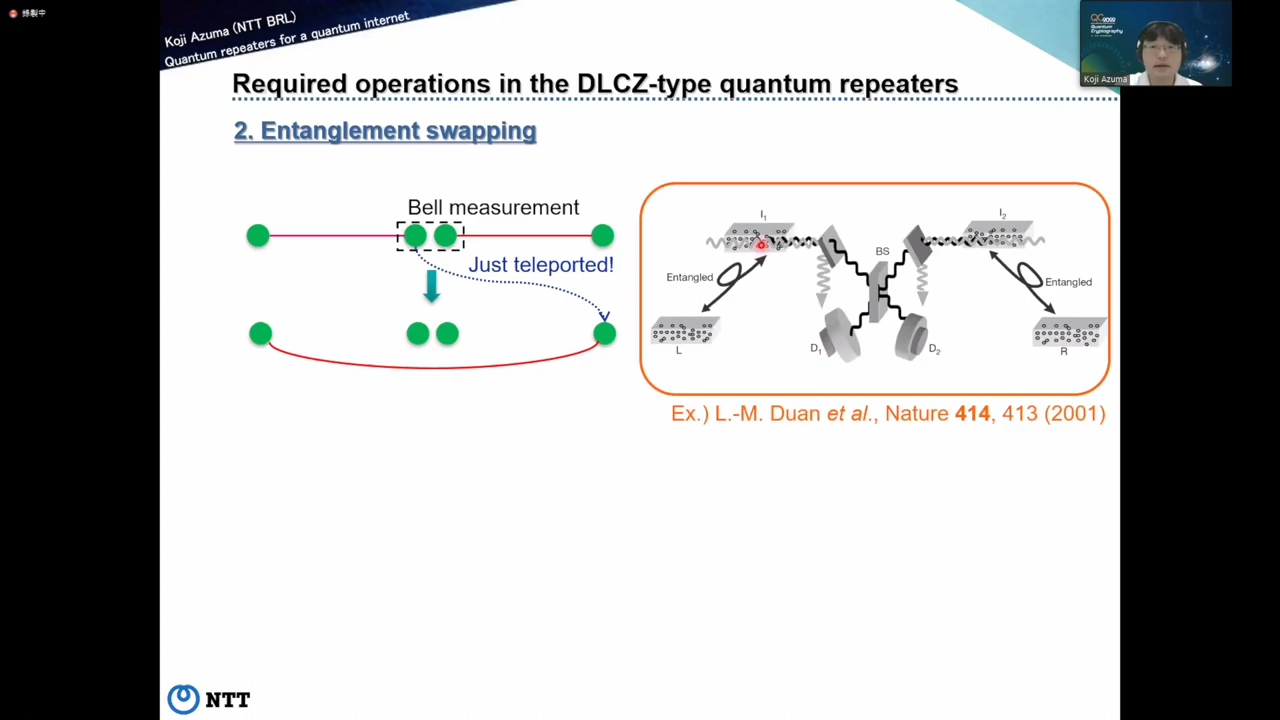 錄製中
Koji Azuma (NTT BRL)
Quantum repeaters for a quantum internet
Koji Azuma
Required operations in the DLCZ-type quantum repeaters
2. Entanglement swapping
Bell measurement
Just teleported!
I1
I2
BS
Entangled
Entangled
L
D1
D2
R
Ex.) L.-M. Duan et al., Nature 414, 413 (2001)
NTT